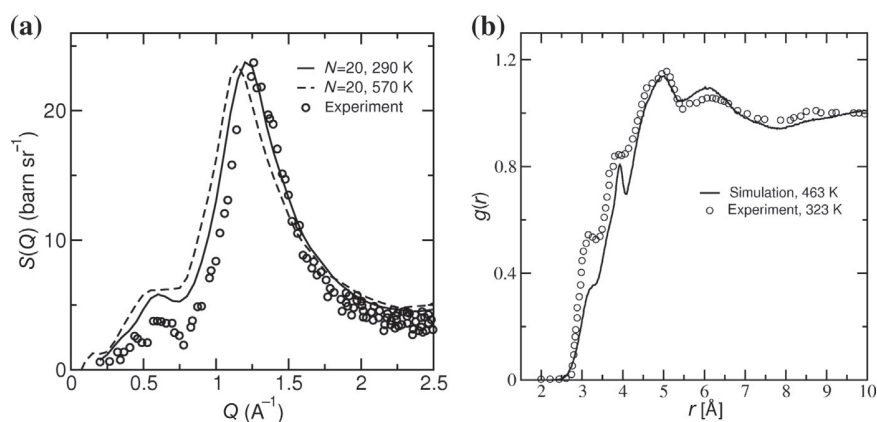 (a)
S(Q) (barn sr⁻¹)
20
10
0
N=20, 290 K
N=20, 570 K
Experiment
0
0.5
1
1.5
2
2.5
Q (A⁻¹)
(b)
g(r)
1.2
0.8
0.4
0
Simulation, 463 K
Experiment, 323 K
2
3
4
5
6
7
8
9
10
r [Å]